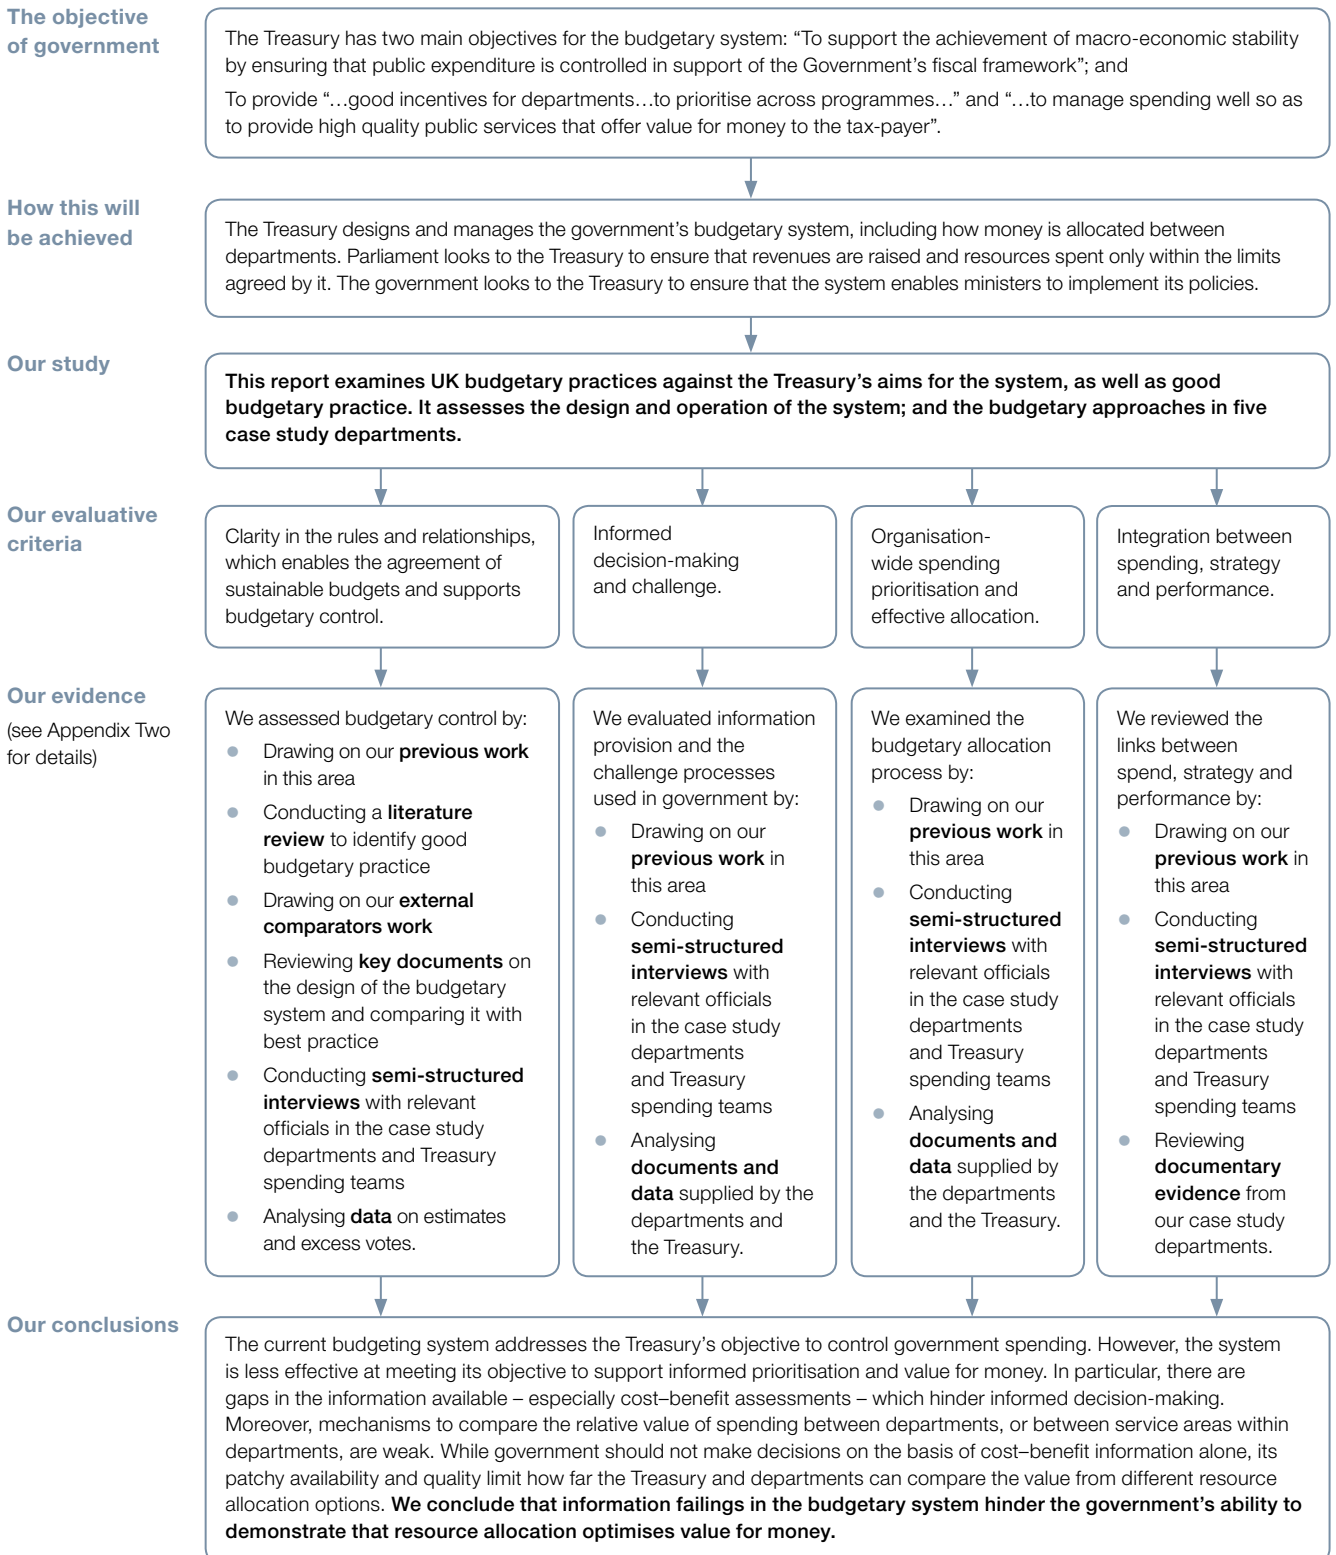 The objective
of government
The Treasury has two main objectives for the budgetary system: “To support the achievement of macro-economic stability
by ensuring that public expenditure is controlled in support of the Government’s fiscal framework”; and
To provide “…good incentives for departments…to prioritise across programmes…” and “…to manage spending well so as
to provide high quality public services that offer value for money to the tax-payer”.
How this will
be achieved
The Treasury designs and manages the government’s budgetary system, including how money is allocated between
departments. Parliament looks to the Treasury to ensure that revenues are raised and resources spent only within the limits
agreed by it. The government looks to the Treasury to ensure that the system enables ministers to implement its policies.
Our study
This report examines UK budgetary practices against the Treasury’s aims for the system, as well as good
budgetary practice. It assesses the design and operation of the system; and the budgetary approaches in five
case study departments.
Our evaluative
criteria
Clarity in the rules and relationships,
which enables the agreement of
sustainable budgets and supports
budgetary control.
Informed
decision-making
and challenge.
Organisation-
wide spending
prioritisation and
effective allocation.
Integration between
spending, strategy
and performance.
Our evidence
(see Appendix Two
for details)
We assessed budgetary control by:
● Drawing on our previous work
in this area
● Conducting a literature
review to identify good
budgetary practice
● Drawing on our external
comparators work
● Reviewing key documents on
the design of the budgetary
system and comparing it with
best practice
● Conducting semi-structured
interviews with relevant
officials in the case study
departments and Treasury
spending teams
● Analysing data on estimates
and excess votes.
We evaluated information
provision and the
challenge processes
used in government by:
● Drawing on our
previous work in
this area
● Conducting
semi-structured
interviews with
relevant officials
in the case study
departments
and Treasury
spending teams
● Analysing
documents and
data supplied by the
departments and
the Treasury.
We examined the
budgetary allocation
process by:
● Drawing on our
previous work in
this area
● Conducting
semi-structured
interviews with
relevant officials
in the case study
departments
and Treasury
spending teams
● Analysing
documents and
data supplied by
the departments
and the Treasury.
We reviewed the
links between
spend, strategy and
performance by:
● Drawing on our
previous work in
this area
● Conducting
semi-structured
interviews with
relevant officials
in the case study
departments
and Treasury
spending teams
● Reviewing
documentary
evidence from
our case study
departments.
Our conclusions
The current budgeting system addresses the Treasury’s objective to control government spending. However, the system
is less effective at meeting its objective to support informed prioritisation and value for money. In particular, there are
gaps in the information available – especially cost–benefit assessments – which hinder informed decision-making.
Moreover, mechanisms to compare the relative value of spending between departments, or between service areas within
departments, are weak. While government should not make decisions on the basis of cost–benefit information alone, its
patchy availability and quality limit how far the Treasury and departments can compare the value from different resource
allocation options. We conclude that information failings in the budgetary system hinder the government’s ability to
demonstrate that resource allocation optimises value for money.